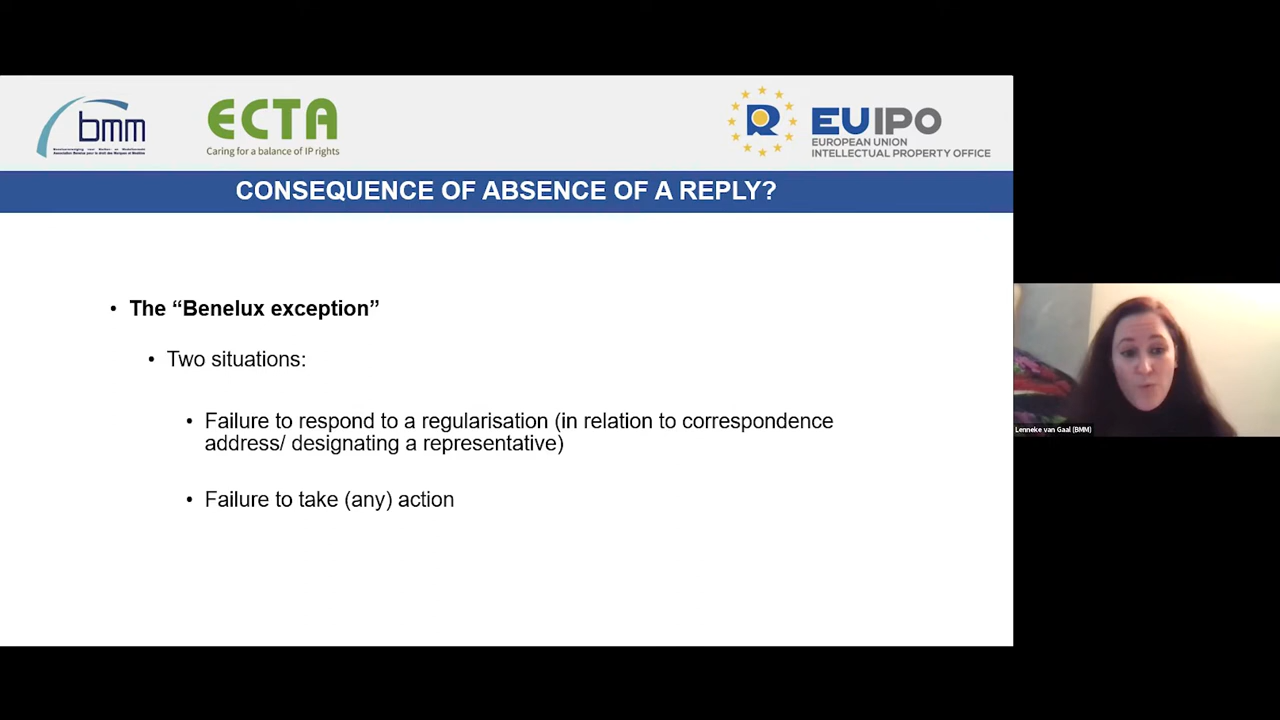 bmm
ECTA
Caring for a balance of IP rights
R
EUIPO
EUROPEAN UNION
INTELLECTUAL PROPERTY OFFICE
CONSEQUENCE OF ABSENCE OF A REPLY?
• The “Benelux exception”
• Two situations:
• Failure to respond to a regularisation (in relation to correspondence
address/ designating a representative)
• Failure to take (any) action
Lenneke van Gaal (BMM)